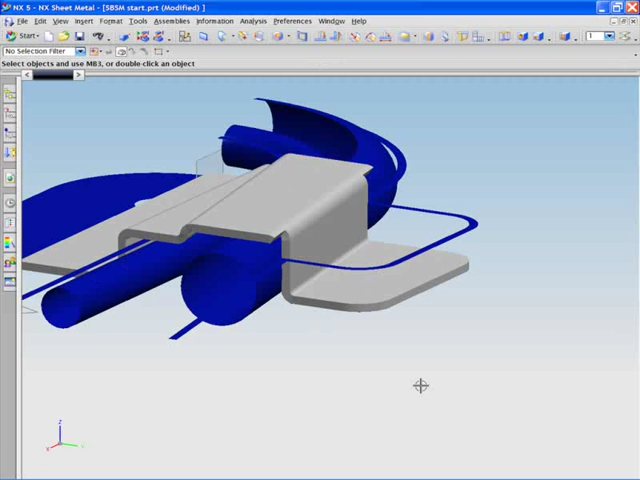 NX 5 - NX Sheet Metal - [SBSM start.prt (Modified) ]
File Edit View Insert Format Tools Assemblies Information Analysis Preferences Window Help
Start
1
No Selection Filter
Select objects and use MB3, or double-click an object
Z